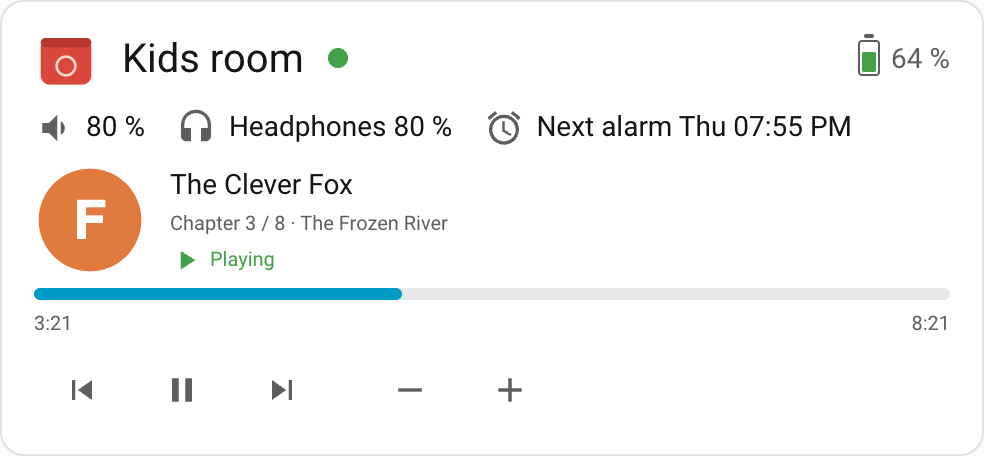 Kids room
64 %
80 %
Headphones 80 %
Next alarm Thu 07:55 PM
F
The Clever Fox
Chapter 3 / 8 · The Frozen River
Playing
3:21
8:21